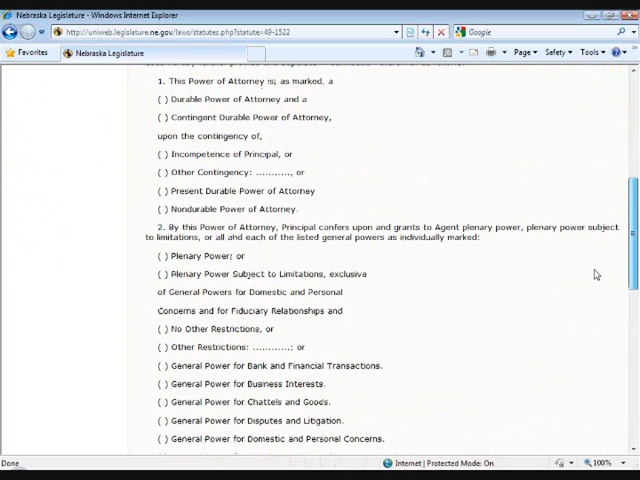 Nebraska Legislature - Windows Internet Explorer
http://uniweb.legislature.ne.gov/laws/statutes.php?statute=49-1522
Google
Favorites
Nebraska Legislature
Page
Safety
Tools
1. This Power of Attorney is, as marked, a
( ) Durable Power of Attorney and a
( ) Contingent Durable Power of Attorney,
upon the contingency of,
( ) Incompetence of Principal, or
( ) Other Contingency: ..........., or
( ) Present Durable Power of Attorney
( ) Nondurable Power of Attorney.
2. By this Power of Attorney, Principal confers upon and grants to Agent plenary power, plenary power subject
to limitations, or all and each of the listed general powers as individually marked:
( ) Plenary Power; or
( ) Plenary Power Subject to Limitations, exclusive
of General Powers for Domestic and Personal
Concerns and for Fiduciary Relationships and
( ) No Other Restrictions, or
( ) Other Restrictions: ............; or
( ) General Power for Bank and Financial Transactions.
( ) General Power for Business Interests.
( ) General Power for Chattels and Goods.
( ) General Power for Disputes and Litigation.
( ) General Power for Domestic and Personal Concerns.
Done
Internet | Protected Mode: On
100%